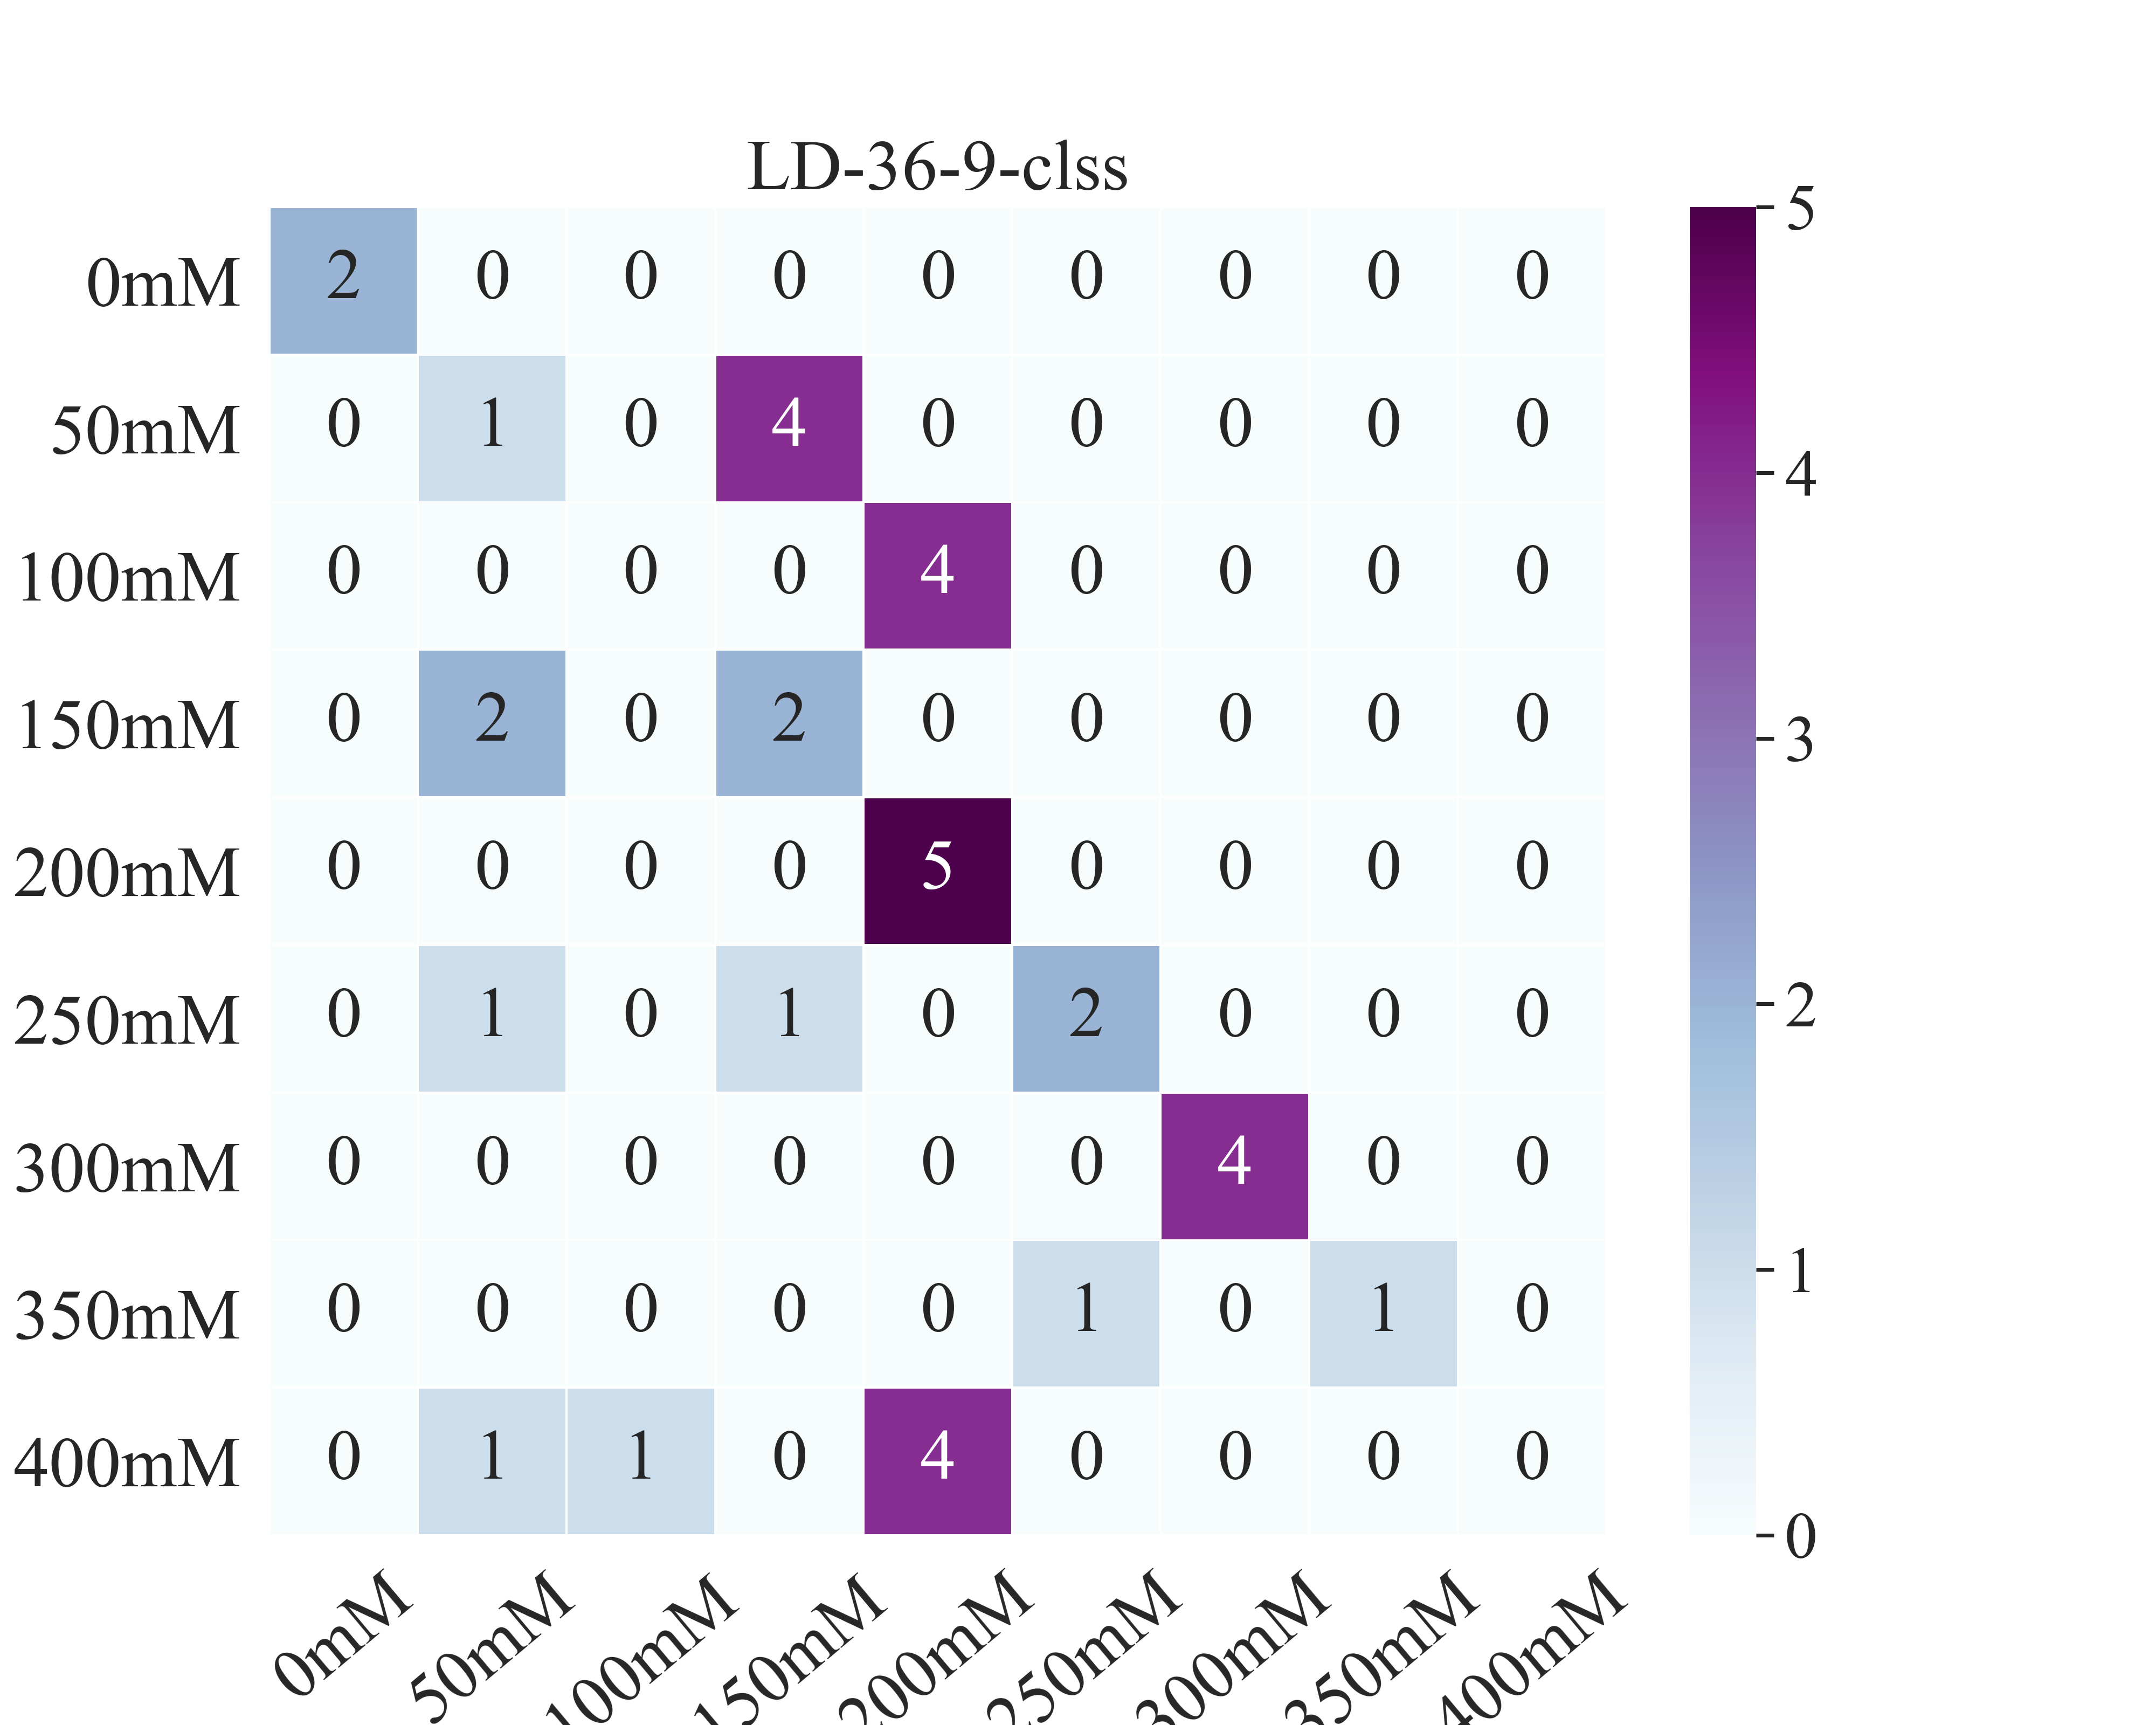 LD-36-9-clss
0mM 2 0 0 0 0 0 0 0 0
50mM 0 1 0 4 0 0 0 0 0
100mM 0 0 0 0 4 0 0 0 0
150mM 0 2 0 2 0 0 0 0 0
200mM 0 0 0 0 5 0 0 0 0
250mM 0 1 0 1 0 2 0 0 0
300mM 0 0 0 0 0 0 4 0 0
350mM 0 0 0 0 0 1 0 1 0
400mM 0 1 1 0 4 0 0 0 0
0mM 50mM 100mM 150mM 200mM 250mM 300mM 350mM 400mM
5
4
3
2
1
0